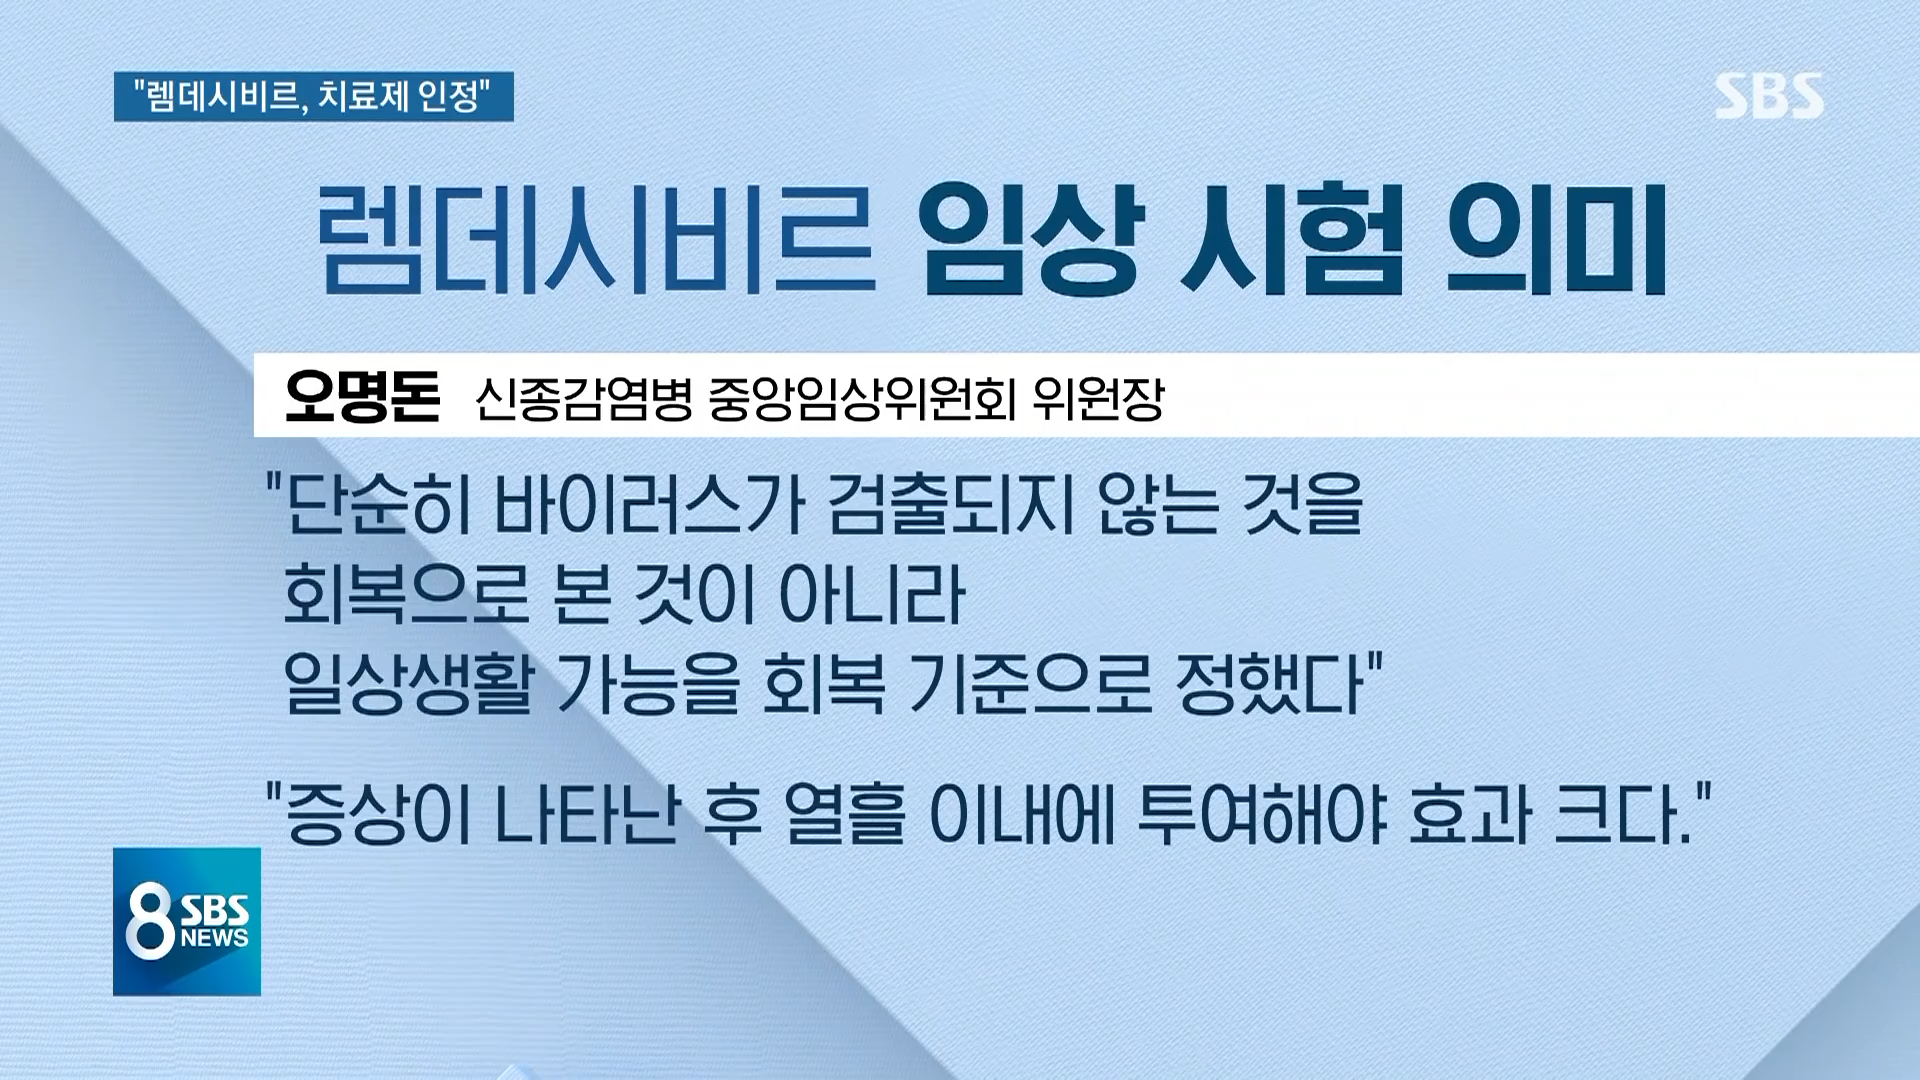 "렘데시비르, 치료제 인정"
SBS
렘데시비르 임상 시험 의미
오명돈 신종감염병 중앙임상위원회 위원장
"단순히 바이러스가 검출되지 않는 것을
회복으로 본 것이 아니라
일상생활 가능을 회복 기준으로 정했다"
"증상이 나타난 후 열흘 이내에 투여해야 효과 크다."
8 SBS
NEWS